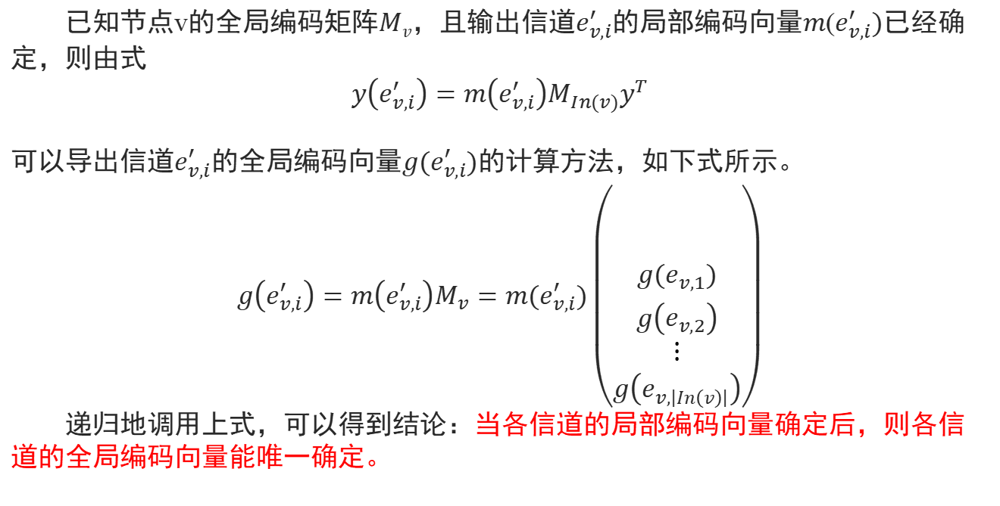 已知节点v的全局编码矩阵$M_v$，且输出信道$e'_{v,i}$的局部编码向量$m(e'_{v,i})$已经确
定，则由式
$y(e'_{v,i}) = m(e'_{v,i})M_{In(v)}y^T$
可以导出信道$e'_{v,i}$的全局编码向量$g(e'_{v,i})$的计算方法，如下式所示。
$g(e'_{v,i}) = m(e'_{v,i})M_v = m(e'_{v,i})\begin{pmatrix} g(e_{v,1}) \\ g(e_{v,2}) \\ \vdots \\ g(e_{v,|In(v)|}) \end{pmatrix}$
递归地调用上式，可以得到结论：当各信道的局部编码向量确定后，则各信
道的全局编码向量能唯一确定。